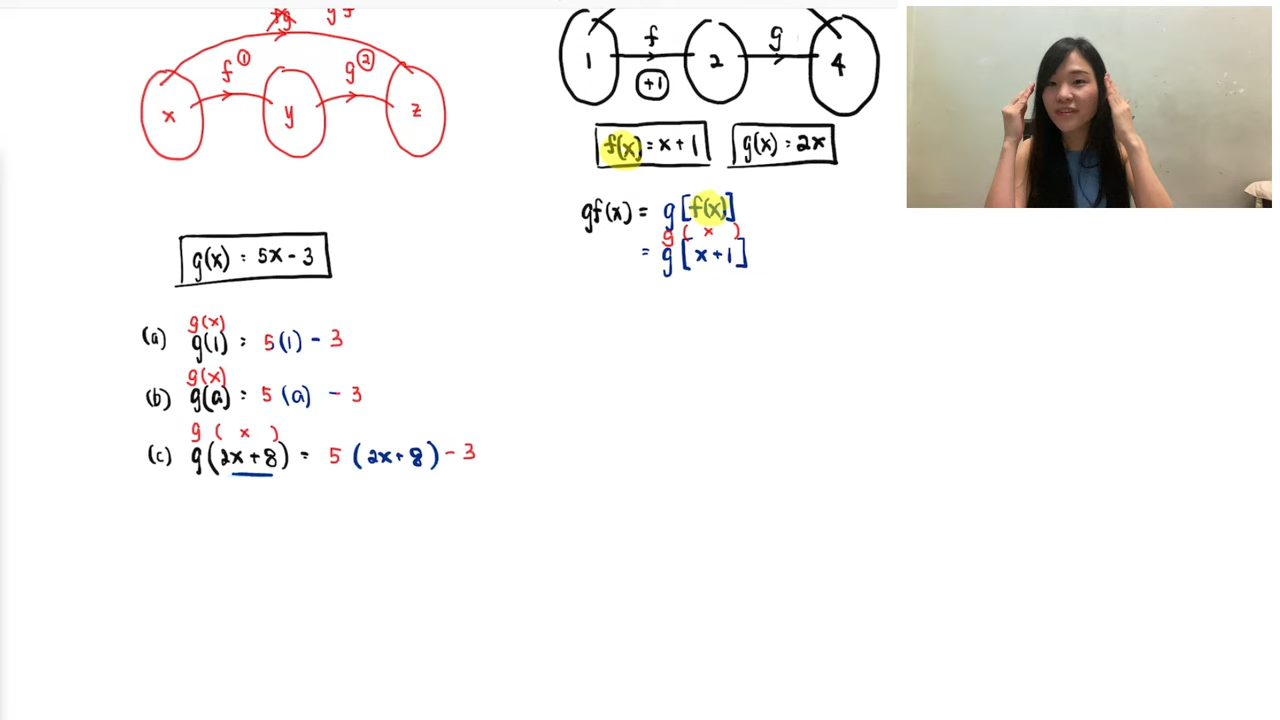 gf
f ① g ②
x y z
g(x) = 5x - 3
(a) g(x)
g(1) = 5(1) - 3
(b) g(x)
g(a) = 5(a) - 3
(c) g(x)
g(2x+8) = 5(2x+8) - 3
f g
1 2 4
+1
f(x) = x+1 g(x) = 2x
gf(x) = g[f(x)]
g(x)
= g[x+1]